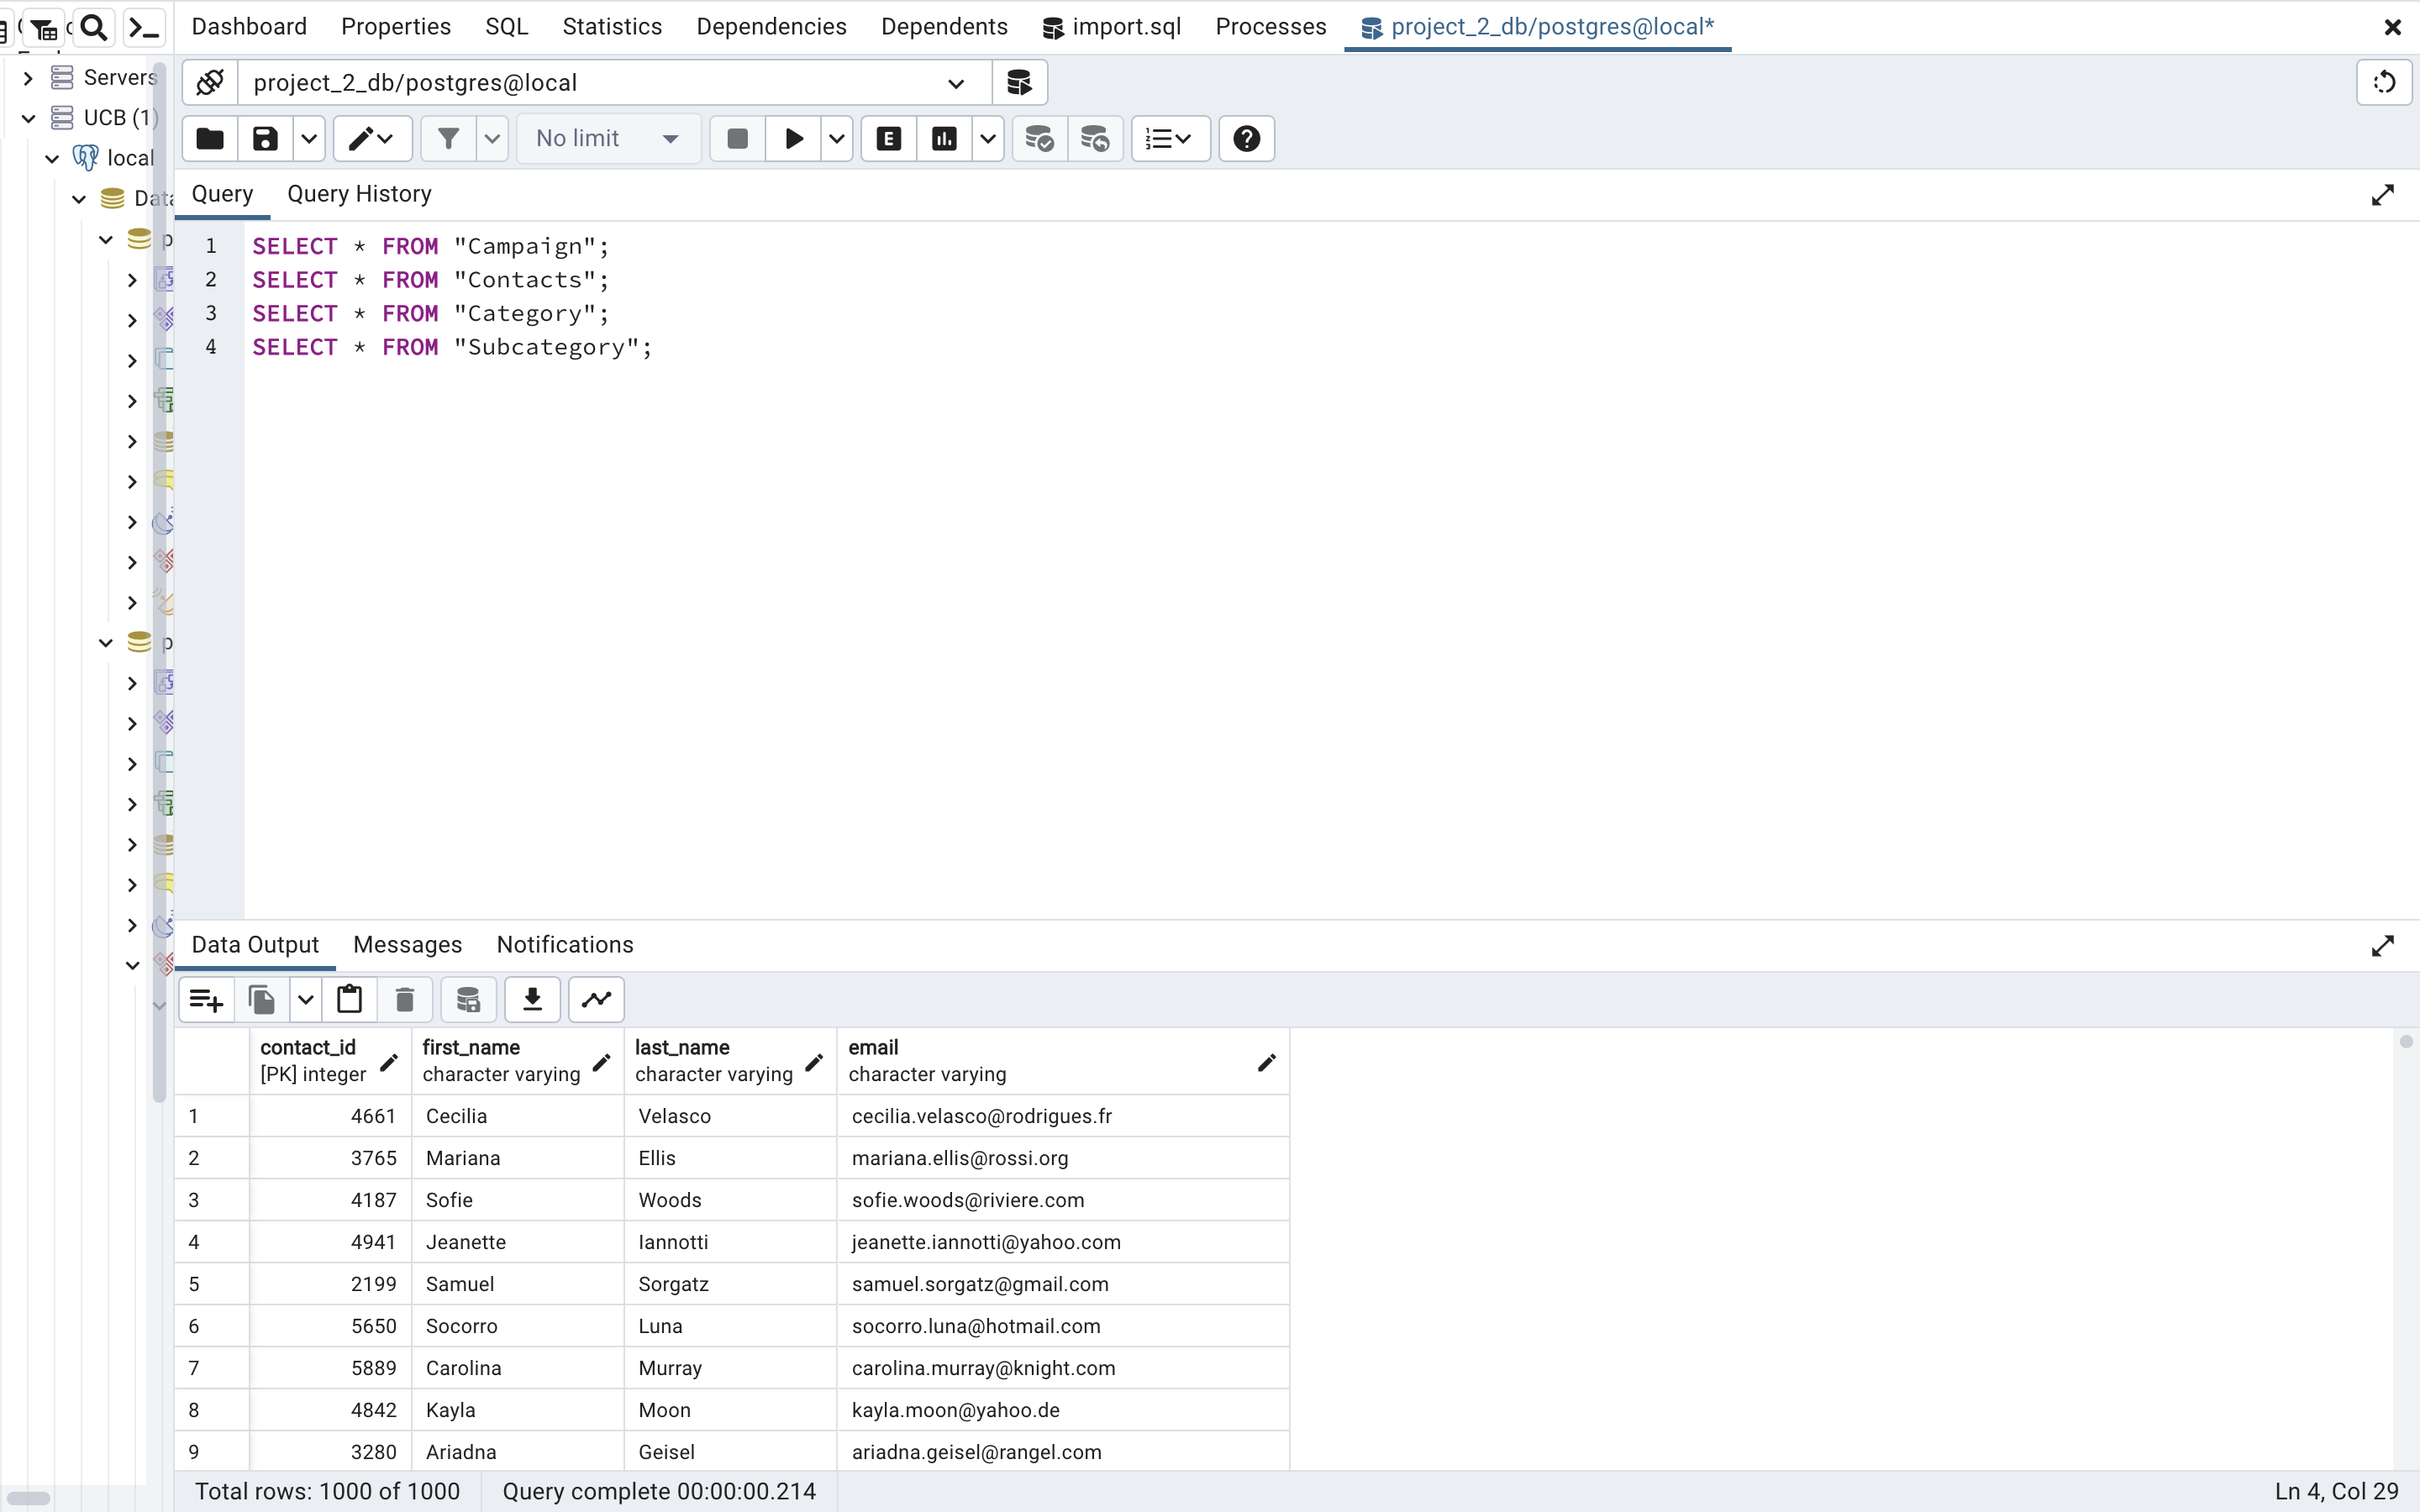 Dashboard Properties SQL Statistics Dependencies Dependents import.sql Processes project_2_db/postgres@local*
Servers
UCB (1)
local
project_2_db/postgres@local
No limit
Query Query History
1 SELECT * FROM "Campaign";
2 SELECT * FROM "Contacts";
3 SELECT * FROM "Category";
4 SELECT * FROM "Subcategory";
Data Output Messages Notifications
contact_id first_name last_name email
[PK] integer character varying character varying character varying
1 4661 Cecilia Velasco cecilia.velasco@rodrigues.fr
2 3765 Mariana Ellis mariana.ellis@rossi.org
3 4187 Sofie Woods sofie.woods@riviere.com
4 4941 Jeanette Iannotti jeanette.iannotti@yahoo.com
5 2199 Samuel Sorgatz samuel.sorgatz@gmail.com
6 5650 Socorro Luna socorro.luna@hotmail.com
7 5889 Carolina Murray carolina.murray@knight.com
8 4842 Kayla Moon kayla.moon@yahoo.de
9 3280 Ariadna Geisel ariadna.geisel@rangel.com
Total rows: 1000 of 1000 Query complete 00:00:00.214 Ln 4, Col 29